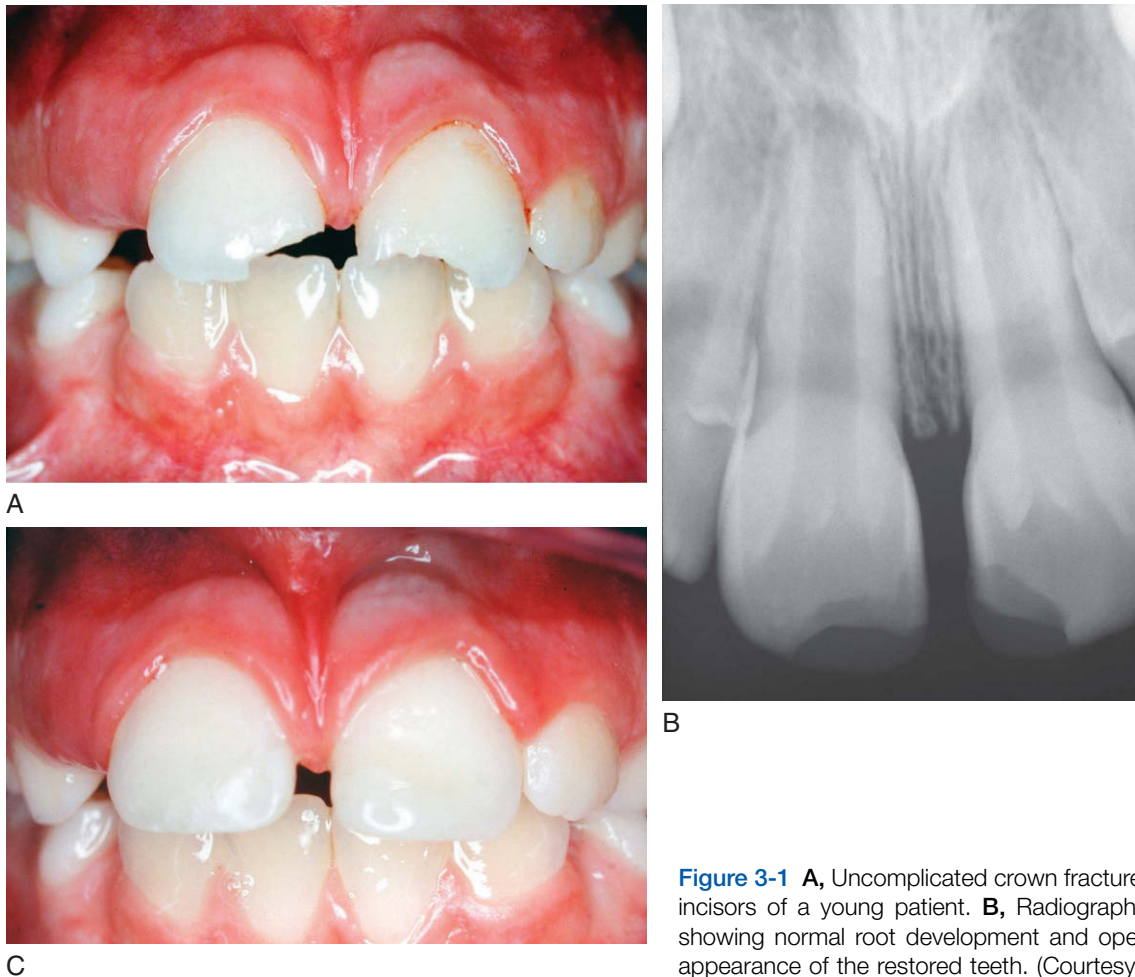 A
B
C
Figure 3-1 A, Uncomplicated crown fracture
incisors of a young patient. B, Radiograph
showing normal root development and ope
appearance of the restored teeth. (Courtesy